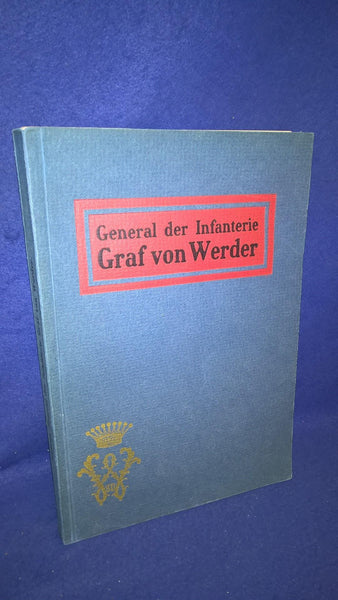 General der Infanterie
Graf von Werder